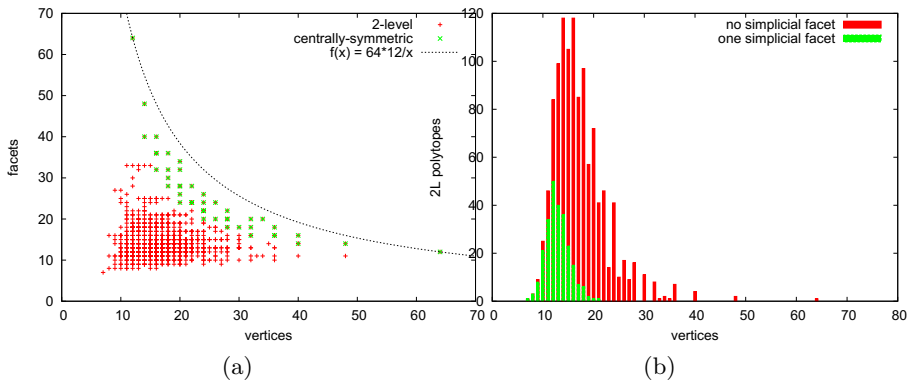 70
60
50
40
30
20
10
0
facets
0 10 20 30 40 50 60 70
vertices
2-level
centrally-symmetric
f(x) = 64*12/x
(a)
120
100
80
60
40
20
0
2L polytopes
0 10 20 30 40 50 60 70 80
vertices
no simplicial facet
one simplicial facet
(b)